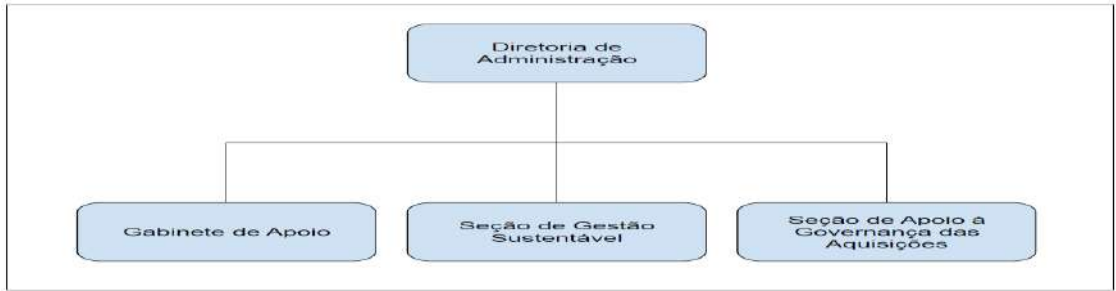 Diretoria de
Administração
Gabinete de Apoio
Seção de Gestão
Sustentável
Seção de Apoio à
Governança das
Aquisições